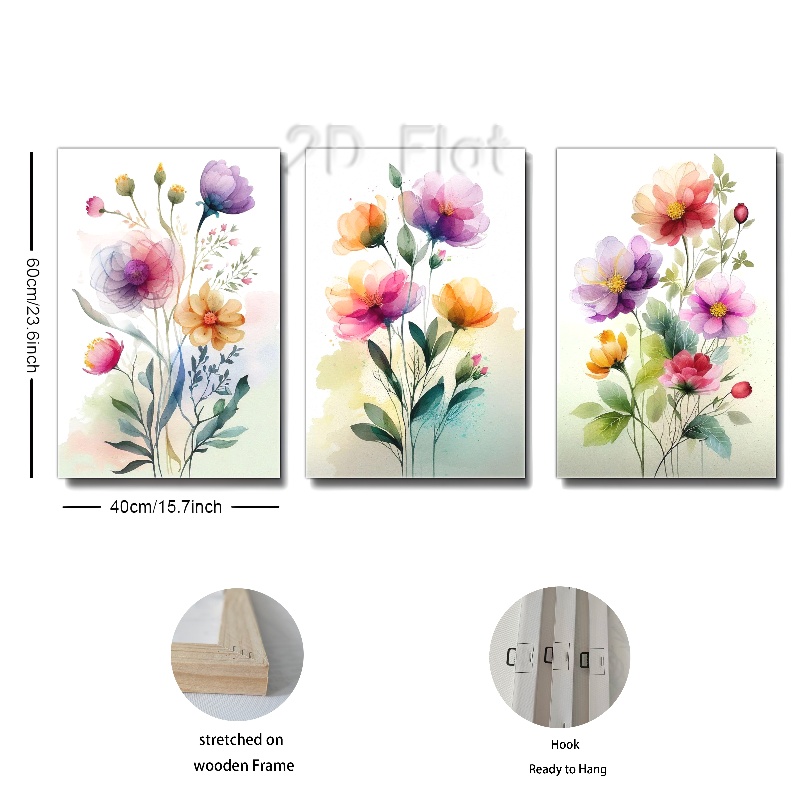 2D Flat
60cm/23.6inch
40cm/15.7inch
stretched on
wooden Frame
Hook
Ready to Hang